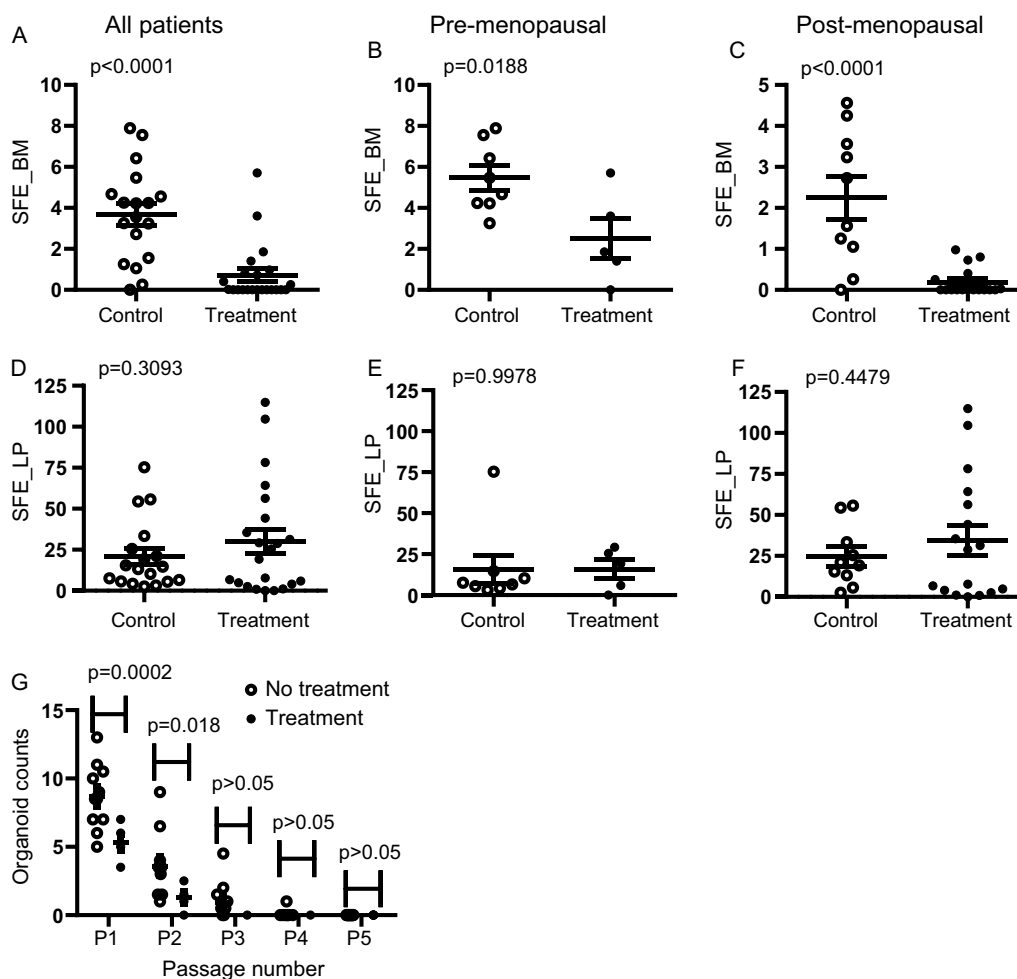 All patients
Pre-menopausal
Post-menopausal
A
p<0.0001
SFE_BM
10
8
6
4
2
0
Control
Treatment
B
p=0.0188
SFE_BM
10
8
6
4
2
0
Control
Treatment
C
p<0.0001
SFE_BM
5
4
3
2
1
0
Control
Treatment
D
p=0.3093
SFE_LP
125
100
75
50
25
0
Control
Treatment
E
p=0.9978
SFE_LP
125
100
75
50
25
0
Control
Treatment
F
p=0.4479
SFE_LP
125
100
75
50
25
0
Control
Treatment
G
p=0.0002
No treatment
Treatment
p=0.018
p>0.05
p>0.05
p>0.05
Organoid counts
15
10
5
0
P1
P2
P3
P4
P5
Passage number